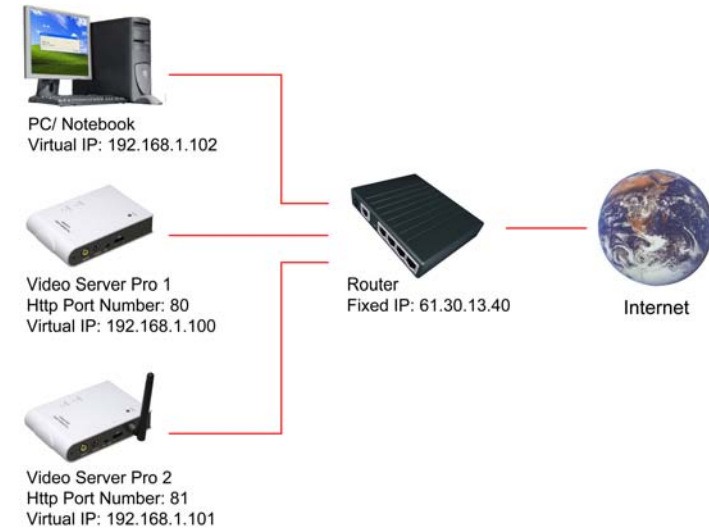 PC/ Notebook
Virtual IP: 192.168.1.102
Video Server Pro 1
Http Port Number: 80
Virtual IP: 192.168.1.100
Router
Fixed IP: 61.30.13.40
Internet
Video Server Pro 2
Http Port Number: 81
Virtual IP: 192.168.1.101